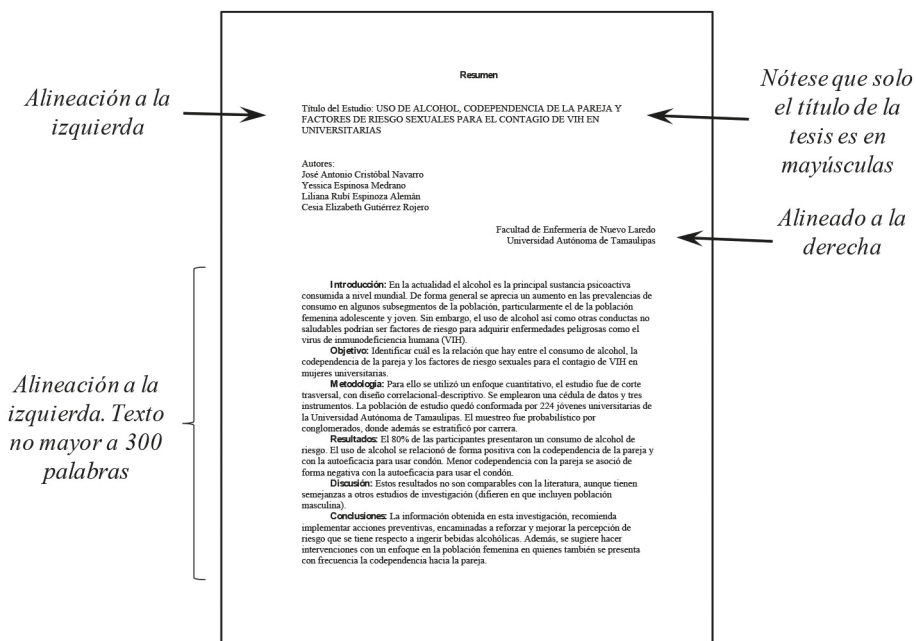 Resumen
Alineación a la
izquierda
Título del Estudio: USO DE ALCOHOL, CODEPENDENCIA DE LA PAREJA Y
FACTORES DE RIESGO SEXUALES PARA EL CONTAGIO DE VIH EN
UNIVERSITARIAS
Nótese que solo
el título de la
tesis es en
mayúsculas
Autores:
José Antonio Cristóbal Navarro
Yessica Espinosa Medrano
Liliana Rubí Espinoza Alemán
Cesia Elizabeth Gutiérrez Rojero
Facultad de Enfermería de Nuevo Laredo
Universidad Autónoma de Tamaulipas
Alineado a la
derecha
Introducción: En la actualidad el alcohol es la principal sustancia psicoactiva
consumida a nivel mundial. De forma general se aprecia un aumento en las prevalencias de
consumo en algunos subsegmentos de la población, particularmente el de la población
femenina adolescente y joven. Sin embargo, el uso de alcohol así como otras conductas no
saludables podrían ser factores de riesgo para adquirir enfermedades peligrosas como el
virus de inmunodeficiencia humana (VIH).
Objetivo: Identificar cuál es la relación que hay entre el consumo de alcohol, la
codependencia de la pareja y los factores de riesgo sexuales para el contagio de VIH en
mujeres universitarias.
Metodología: Para ello se utilizó un enfoque cuantitativo, el estudio fue de corte
trasversal, con diseño correlacional-descriptivo. Se emplearon una cédula de datos y tres
instrumentos. La población de estudio quedó conformada por 224 jóvenes universitarias de
la Universidad Autónoma de Tamaulipas. El muestreo fue probabilístico por
conglomerados, donde además se estratificó por carrera.
Resultados: El 80% de las participantes presentaron un consumo de alcohol de
riesgo. El uso de alcohol se relacionó de forma positiva con la codependencia de la pareja y
con la autoeficacia para usar condón. Menor codependencia con la pareja se asoció de
forma negativa con la autoeficacia para usar el condón.
Discusión: Estos resultados no son comparables con la literatura, aunque tienen
semejanzas a otros estudios de investigación (difieren en que incluyen población
masculina).
Conclusiones: La información obtenida en esta investigación, recomienda
implementar acciones preventivas, encaminadas a reforzar y mejorar la percepción de
riesgo que se tiene respecto a ingerir bebidas alcohólicas. Además, se sugiere hacer
intervenciones con un enfoque en la población femenina en quienes también se presenta
con frecuencia la codependencia hacia la pareja.
Alineación a la
izquierda. Texto
no mayor a 300
palabras